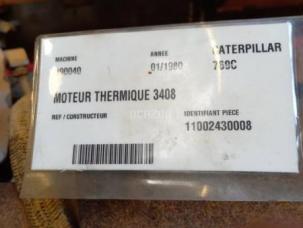 MACHINE ANNEE CATERPILLAR
01/1980 769C
MOTEUR THERMIQUE 3408
REF / CONSTRUCTEUR IDENTIFIANT PIECE
11002430008